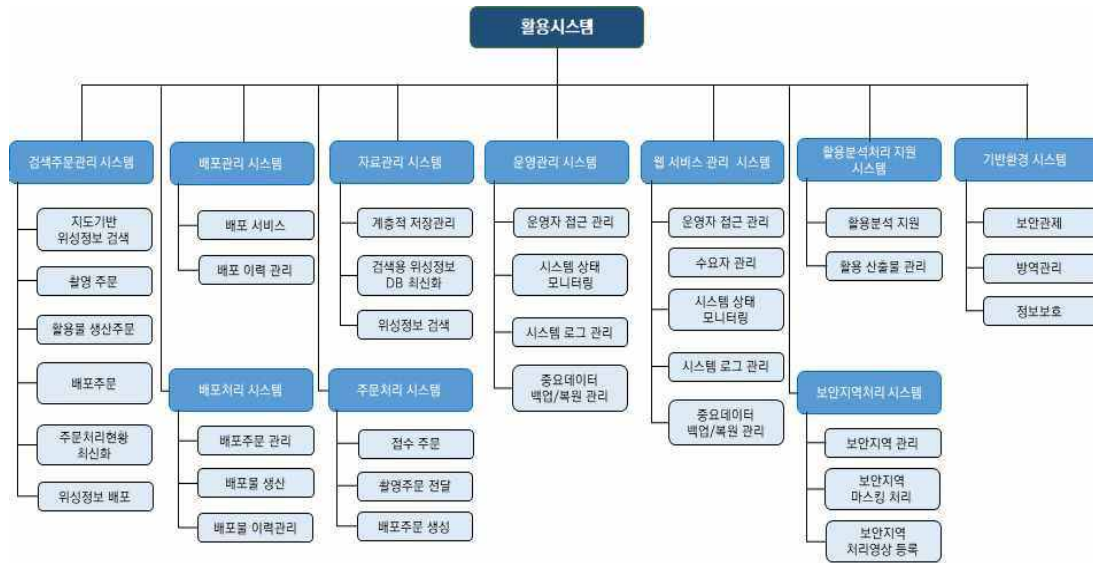 활용시스템
검색주문관리 시스템
지도기반
위성정보 검색
촬영 주문
활용물 생산주문
배포주문
주문처리현황
최신화
위성정보 배포
배포관리 시스템
배포 서비스
배포 이력 관리
배포처리 시스템
배포주문 관리
배포물 생산
배포물 이력관리
자료관리 시스템
계층적 저장관리
검색용 위성정보
DB 최신화
위성정보 검색
주문처리 시스템
접수 주문
촬영주문 전달
배포주문 생성
운영관리 시스템
운영자 접근 관리
시스템 상태
모니터링
시스템 로그 관리
중요데이터
백업/복원 관리
웹 서비스 관리 시스템
운영자 접근 관리
수요자 관리
시스템 상태
모니터링
시스템 로그 관리
중요데이터
백업/복원 관리
활용분석처리 지원
시스템
활용분석 지원
활용 산출물 관리
보안지역처리 시스템
보안지역 관리
보안지역
마스킹 처리
보안지역
처리영상 등록
기반환경 시스템
보안관제
방역관리
정보보호